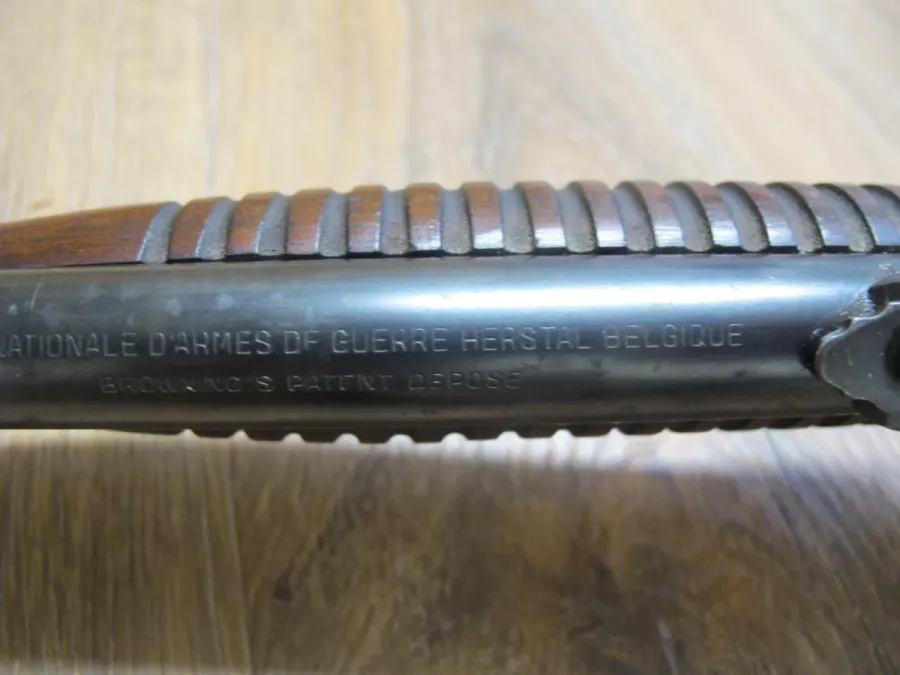 NATIONALE D'ARMES DE GUERRE HERSTAL BELGIQUE
BROWNING'S PATENT DEPOSE